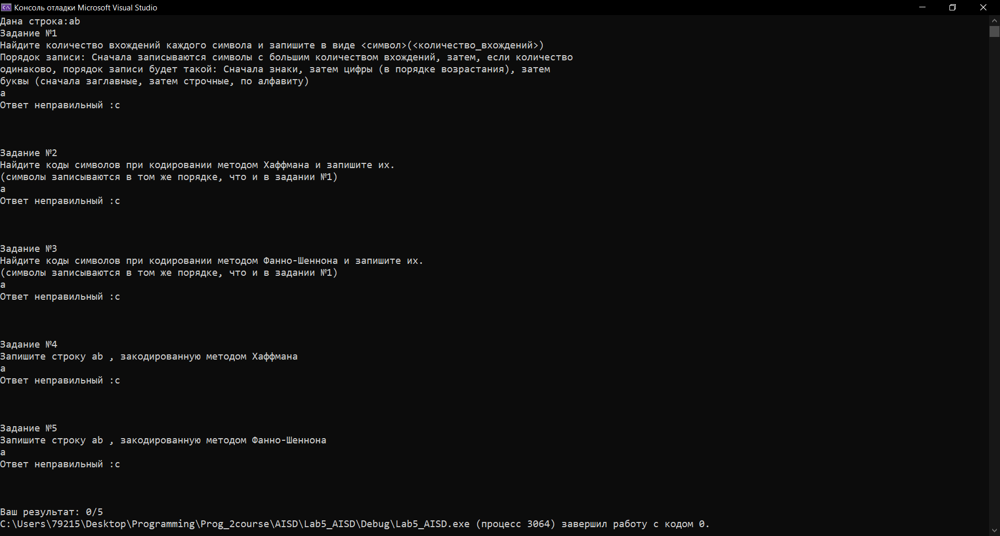 Консоль отладки Microsoft Visual Studio
Дана строка:ab
Задание №1
Найдите количество вхождений каждого символа и запишите в виде <символ>(<количество_вхождений>)
Порядок записи: Сначала записываются символы с большим количеством вхождений, затем, если количество
одинаково, порядок записи будет такой: Сначала знаки, затем цифры (в порядке возрастания), затем
буквы (сначала заглавные, затем строчные, по алфавиту)
a
Ответ неправильный :с
Задание №2
Найдите коды символов при кодировании методом Хаффмана и запишите их.
(символы записываются в том же порядке, что и в задании №1)
a
Ответ неправильный :с
Задание №3
Найдите коды символов при кодировании методом Фанно-Шеннона и запишите их.
(символы записываются в том же порядке, что и в задании №1)
a
Ответ неправильный :с
Задание №4
Запишите строку ab , закодированную методом Хаффмана
a
Ответ неправильный :с
Задание №5
Запишите строку ab , закодированную методом Фанно-Шеннона
a
Ответ неправильный :с
Ваш результат: 0/5
C:\Users\79215\Desktop\Programming\Prog_2course\AISD\Lab5_AISD\Debug\Lab5_AISD.exe (процесс 3064) завершил работу с кодом 0.